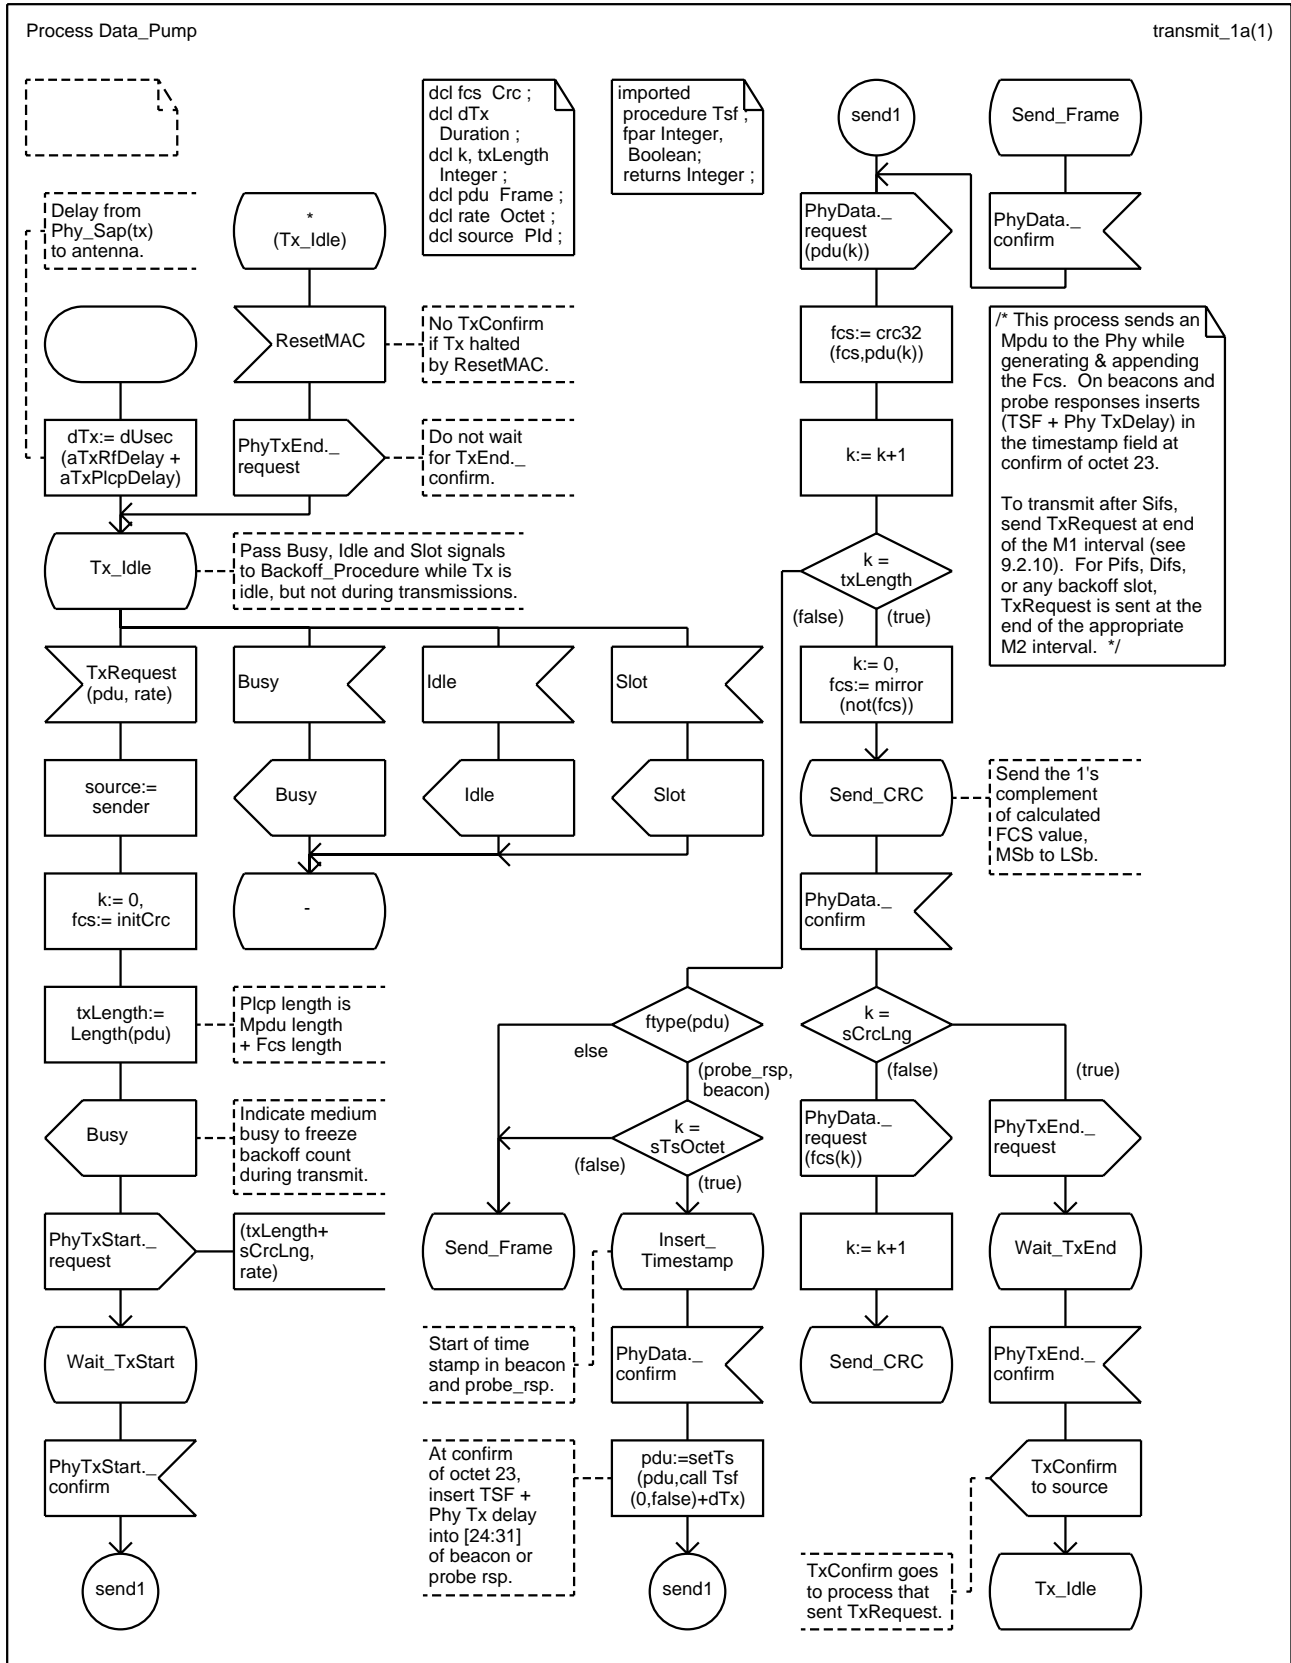 Process Data_Pump
transmit_1a(1)
dcl fcs Crc ;
dcl dTx
Duration ;
dcl k, txLength
Integer ;
dcl pdu Frame ;
dcl rate Octet ;
dcl source PId ;
imported
procedure Tsf ;
fpar Integer,
Boolean;
returns Integer ;
send1
Send_Frame
Delay from
Phy_Sap(tx)
to antenna.
*
(Tx_Idle)
PhyData._
request
(pdu(k))
PhyData._
confirm
ResetMAC
No TxConfirm
if Tx halted
by ResetMAC.
fcs:= crc32
(fcs,pdu(k))
/* This process sends an
Mpdu to the Phy while
generating & appending
the Fcs. On beacons and
probe responses inserts
(TSF + Phy TxDelay) in
the timestamp field at
confirm of octet 23.
To transmit after Sifs,
send TxRequest at end
of the M1 interval (see
9.2.10). For Pifs, Difs,
or any backoff slot,
TxRequest is sent at the
end of the appropriate
M2 interval. */
dTx:= dUsec
(aTxRfDelay +
aTxPlcpDelay)
PhyTxEnd._
request
Do not wait
for TxEnd._
confirm.
k:= k+1
Tx_Idle
Pass Busy, Idle and Slot signals
to Backoff_Procedure while Tx is
idle, but not during transmissions.
k =
txLength
(false)
(true)
TxRequest
(pdu, rate)
Busy
Idle
Slot
k:= 0,
fcs:= mirror
(not(fcs))
source:=
sender
Busy
Idle
Slot
Send_CRC
Send the 1's
complement
of calculated
FCS value,
MSb to LSb.
k:= 0,
fcs:= initCrc
-
PhyData._
confirm
txLength:=
Length(pdu)
Plcp length is
Mpdu length
+ Fcs length
ftype(pdu)
else
(probe_rsp,
beacon)
k =
sCrcLng
(false)
(true)
Busy
Indicate medium
busy to freeze
backoff count
during transmit.
k =
sTsOctet
(false)
(true)
PhyData._
request
(fcs(k))
PhyTxEnd._
request
PhyTxStart._
request
(txLength+
sCrcLng,
rate)
Send_Frame
Insert_
Timestamp
k:= k+1
Wait_TxEnd
Wait_TxStart
Start of time
stamp in beacon
and probe_rsp.
PhyData._
confirm
Send_CRC
PhyTxEnd._
confirm
PhyTxStart._
confirm
At confirm
of octet 23,
insert TSF +
Phy Tx delay
into [24:31]
of beacon or
probe rsp.
pdu:=setTs
(pdu,call Tsf
(0,false)+dTx)
TxConfirm
to source
send1
send1
TxConfirm goes
to process that
sent TxRequest.
Tx_Idle